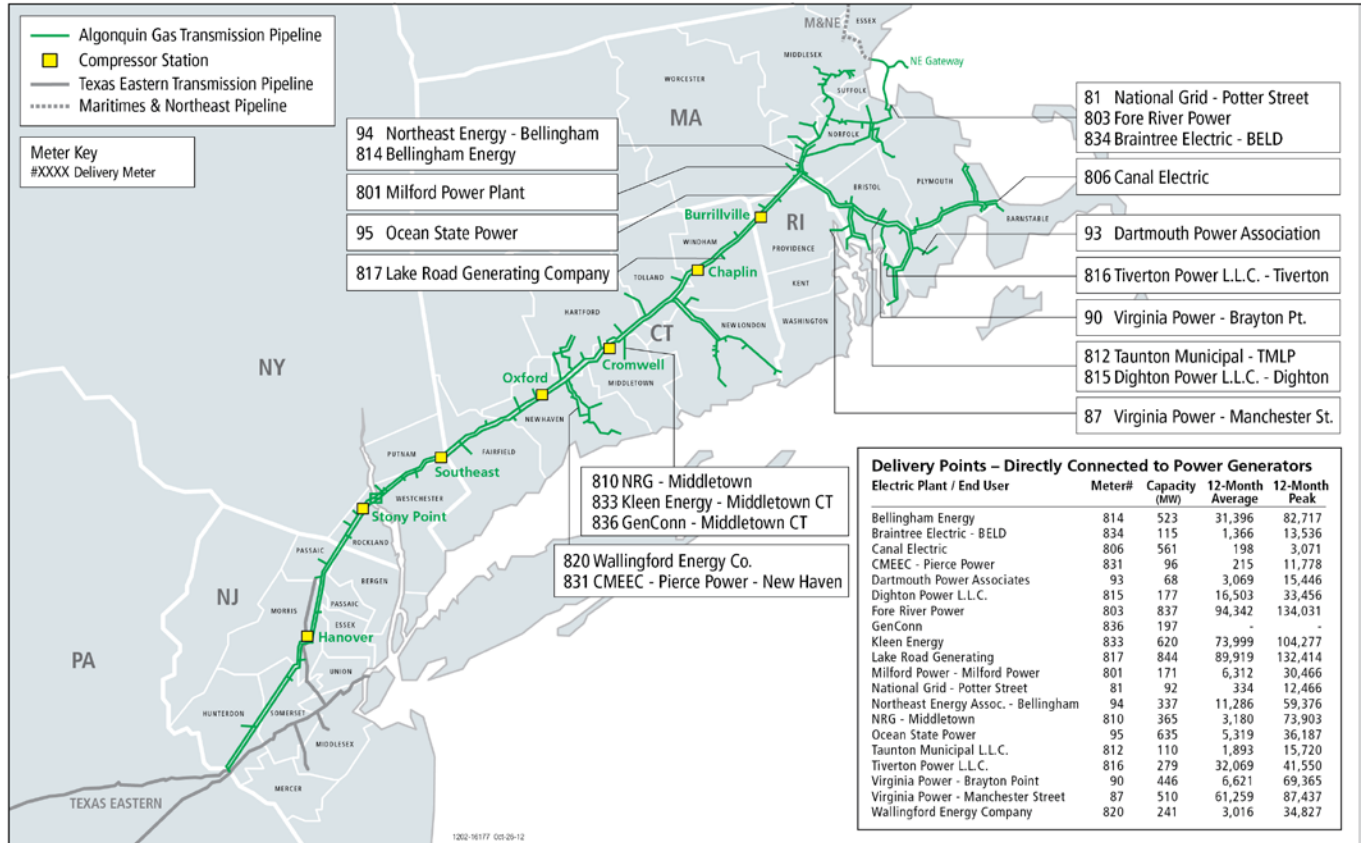 Algonquin Gas Transmission Pipeline
Compressor Station
Texas Eastern Transmission Pipeline
Maritimes & Northeast Pipeline
Meter Key
#XXXX Delivery Meter
94 Northeast Energy - Bellingham
814 Bellingham Energy
801 Milford Power Plant
95 Ocean State Power
817 Lake Road Generating Company
M&NE
ESSEX
MIDDLESEX
NE Gateway
WORCESTER
SUFFOLK
MA
NORFOLK
81 National Grid - Potter Street
803 Fore River Power
834 Braintree Electric - BELD
806 Canal Electric
93 Dartmouth Power Association
816 Tiverton Power L.L.C. - Tiverton
90 Virginia Power - Brayton Pt.
812 Taunton Municipal - TMLP
815 Dighton Power L.L.C. - Dighton
87 Virginia Power - Manchester St.
BRISTOL
PLYMOUTH
BARNSTABLE
Burrillville
RI
WINDHAM
PROVIDENCE
Chaplin
TOLLAND
KENT
HARTFORD
CT
NEW LONDON
WASHINGTON
NY
Cromwell
Oxford
MIDDLETOWN
NEW HAVEN
PUTNAM
FAIRFIELD
Southeast
WESTCHESTER
Stony Point
ROCKLAND
PASSAIC
BERGEN
NJ
MORRIS
PASSAIC
ESSEX
Hanover
PA
UNION
HUNTERDON
SOMERSET
MIDDLESEX
MERCER
TEXAS EASTERN
810 NRG - Middletown
833 Kleen Energy - Middletown CT
836 GenConn - Middletown CT
820 Wallingford Energy Co.
831 CMEEC - Pierce Power - New Haven
Delivery Points – Directly Connected to Power Generators
Electric Plant / End User Meter# Capacity (MW) 12-Month Average 12-Month Peak
Bellingham Energy 814 523 31,396 82,717
Braintree Electric - BELD 834 115 1,366 13,536
Canal Electric 806 561 198 3,071
CMEEC - Pierce Power 831 96 215 11,778
Dartmouth Power Associates 93 68 3,069 15,446
Dighton Power L.L.C. 815 177 16,503 33,456
Fore River Power 803 837 94,342 134,031
GenConn 836 197 - -
Kleen Energy 833 620 73,999 104,277
Lake Road Generating 817 844 89,919 132,414
Milford Power - Milford Power 801 171 6,312 30,466
National Grid - Potter Street 81 92 334 12,466
Northeast Energy Assoc. - Bellingham 94 337 11,286 59,376
NRG - Middletown 810 365 3,180 73,903
Ocean State Power 95 635 5,319 36,187
Taunton Municipal L.L.C. 812 110 1,893 15,720
Tiverton Power L.L.C. 816 279 32,069 41,550
Virginia Power - Brayton Point 90 446 6,621 69,365
Virginia Power - Manchester Street 87 510 61,259 87,437
Wallingford Energy Company 820 241 3,016 34,827
1202-16177 Oct-26-12